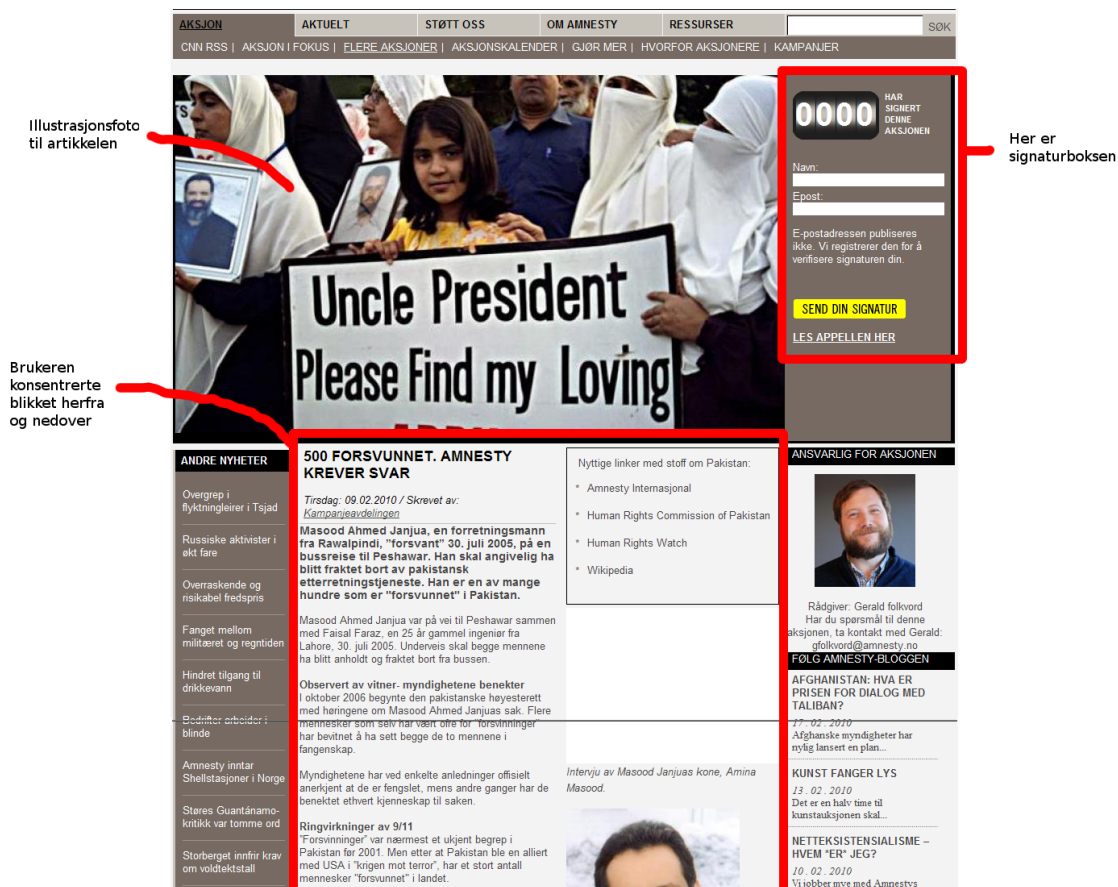 AKSJON
AKTUELT
STØTT OSS
OM AMNESTY
RESSURSER
SØK
CNN RSS | AKSJON I FOKUS | FLERE AKSJONER | AKSJONSKALENDER | GJØR MER | HVORFOR AKSJONERE | KAMPANJER
Illustrasjonsfoto
til artikkelen
Uncle President
Please Find my Loving
0000
HAR
SIGNERT
DENNE
AKSJONEN
Navn:
Epost:
E-postadressen publiseres
ikke. Vi registrerer den for å
verifisere signaturen din.
SEND DIN SIGNATUR
LES APPELLEN HER
Her er
signaturboksen
Brukeren
konsentrerte
blikket herfra
og nedover
ANDRE NYHETER
Overgrep i
flyktningleirer i Tsjad
Russiske aktivister i
økt fare
Overraskende og
risikabel fredspris
Fanget mellom
militæret og regntiden
Hindret tilgang til
drikkevann
Bedrifter arbeider i
blinde
Amnesty inntar
Shellstasjoner i Norge
Støres Guantánamo-
kritikk var tomme ord
Storberget innfrir krav
om voldtektstall
500 FORSVUNNET. AMNESTY
KREVER SVAR
Tirsdag: 09.02.2010 / Skrevet av:
Kampanjeavdelingen
Masood Ahmed Janjua, en forretningsmann
fra Rawalpindi, "forsvant" 30. juli 2005, på en
bussreise til Peshawar. Han skal angivelig ha
blitt fraktet bort av pakistansk
etterretningstjeneste. Han er en av mange
hundre som er "forsvunnet" i Pakistan.
Masood Ahmed Janjua var på vei til Peshawar sammen
med Faisal Faraz, en 25 år gammel ingeniør fra
Lahore, 30. juli 2005. Underveis skal begge mennene
ha blitt anholdt og fraktet bort fra bussen.
Observert av vitner- myndighetene benekter
I oktober 2006 begynte den pakistanske høyesterett
med høringene om Masood Ahmed Janjuas sak. Flere
mennesker som selv har vært ofre for "forsvinninger"
har bevitnet å ha sett begge de to mennene i
fangenskap.
Myndighetene har ved enkelte anledninger offisielt
anerkjent at de er fengslet, mens andre ganger har de
benektet ethvert kjennskap til saken.
Ringvirkninger av 9/11
"Forsvinninger" var nærmest et ukjent begrep i
Pakistan før 2001. Men etter at Pakistan ble en alliert
med USA i "krigen mot terror", har et stort antall
mennesker "forsvunnet" i landet.
Nyttige linker med stoff om Pakistan:
* Amnesty Internasjonal
* Human Rights Commission of Pakistan
* Human Rights Watch
* Wikipedia
Intervju av Masood Janjuas kone, Amina
Masood.
ANSVARLIG FOR AKSJONEN
Rådgiver: Gerald folkvord
Har du spørsmål til denne
aksjonen, ta kontakt med Gerald:
gfolkvord@amnesty.no
FØLG AMNESTY-BLOGGEN
AFGHANISTAN: HVA ER
PRISEN FOR DIALOG MED
TALIBAN?
17 . 02 . 2010
Afghanske myndigheter har
nylig lansert en plan...
KUNST FANGER LYS
13 . 02 . 2010
Det er en halv time til
kunstauksjonen skal...
NETTEKSISTENSIALISME –
HVEM *ER* JEG?
10 . 02 . 2010
Vi jobber mye med Amnestys